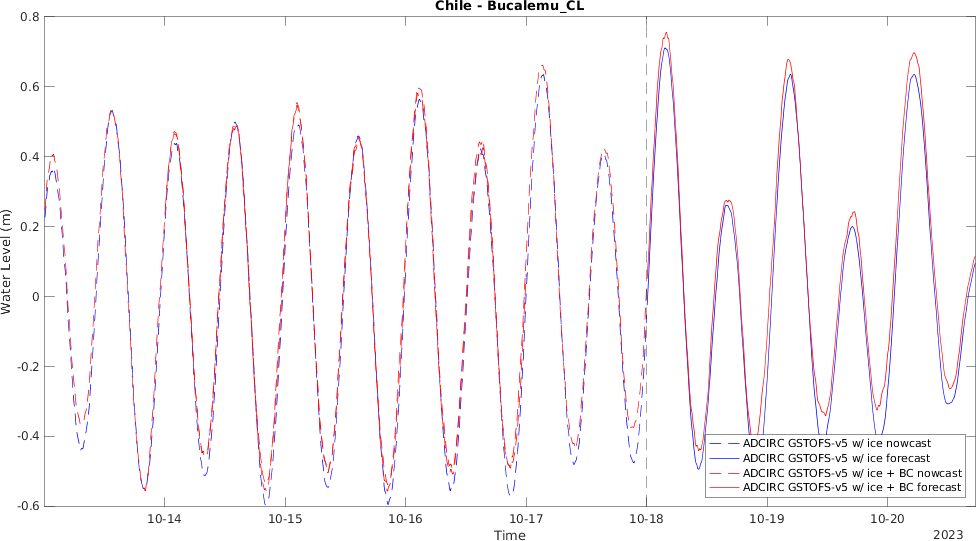 Chile - Bucalemu_CL
0.8
0.6
0.4
0.2
0
-0.2
-0.4
-0.6
Water Level (m)
ADCIRC GSTOFS-v5 w/ ice nowcast
ADCIRC GSTOFS-v5 w/ ice forecast
ADCIRC GSTOFS-v5 w/ ice + BC nowcast
ADCIRC GSTOFS-v5 w/ ice + BC forecast
10-14 10-15 10-16 10-17 10-18 10-19 10-20
Time
2023